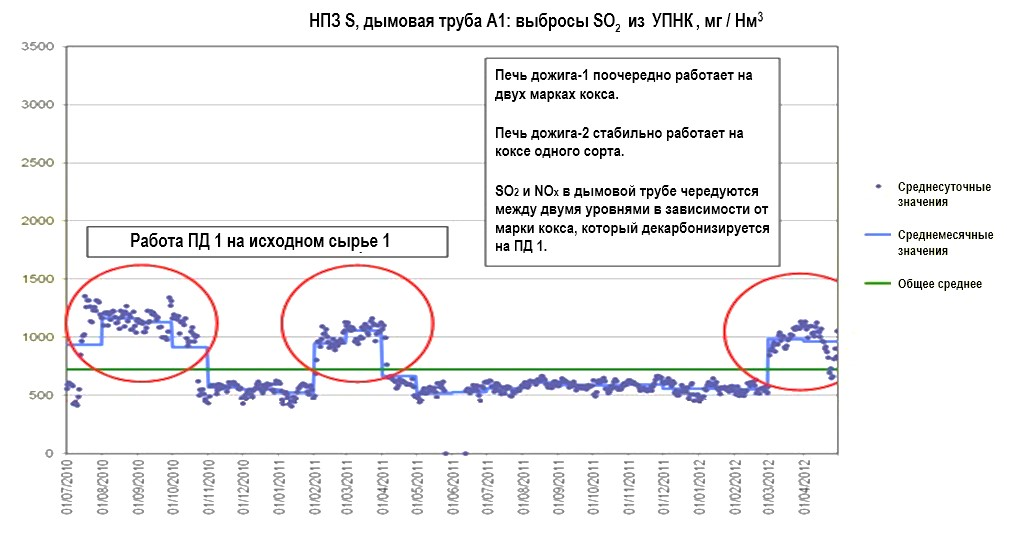 НПЗ S, дымовая труба А1: выбросы SO2 из УПНК, мг / Нм3
3500
3000
2500
2000
1500
1000
500
0
Печь дожига-1 поочередно работает на
двух марках кокса.
Печь дожига-2 стабильно работает на
коксе одного сорта.
SO2 и NOx в дымовой трубе чередуются
между двумя уровнями в зависимости от
марки кокса, который декарбонизируется
на ПД 1.
Работа ПД 1 на исходном сырье 1
01/07/2010
01/08/2010
01/09/2010
01/10/2010
01/11/2010
01/12/2010
01/01/2011
01/02/2011
01/03/2011
01/04/2011
01/05/2011
01/06/2011
01/07/2011
01/08/2011
01/09/2011
01/10/2011
01/11/2011
01/12/2011
01/01/2012
01/02/2012
01/03/2012
01/04/2012
Среднесуточные
значения
Среднемесячные
значения
Общее среднее